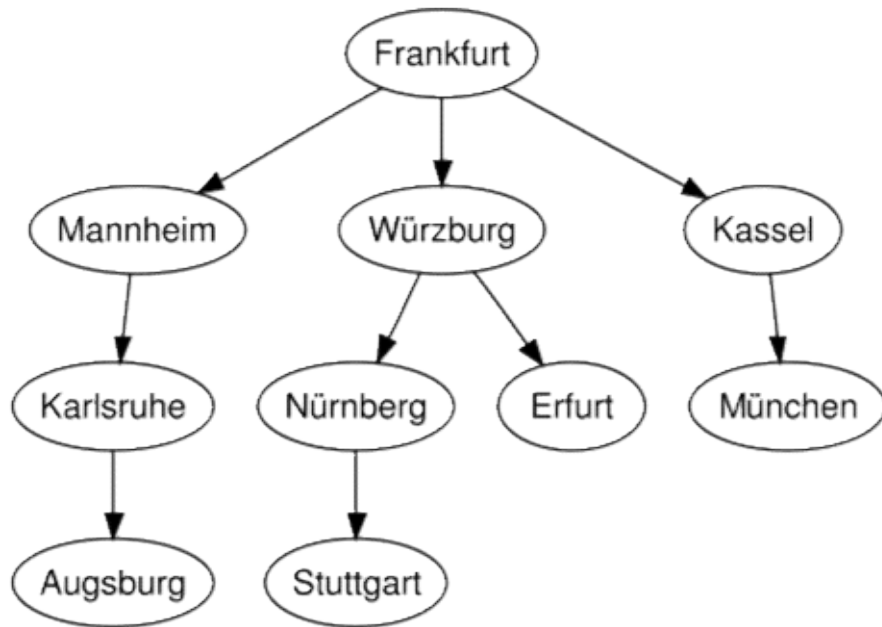 Frankfurt
Mannheim
Würzburg
Kassel
Karlsruhe
Nürnberg
Erfurt
München
Augsburg
Stuttgart